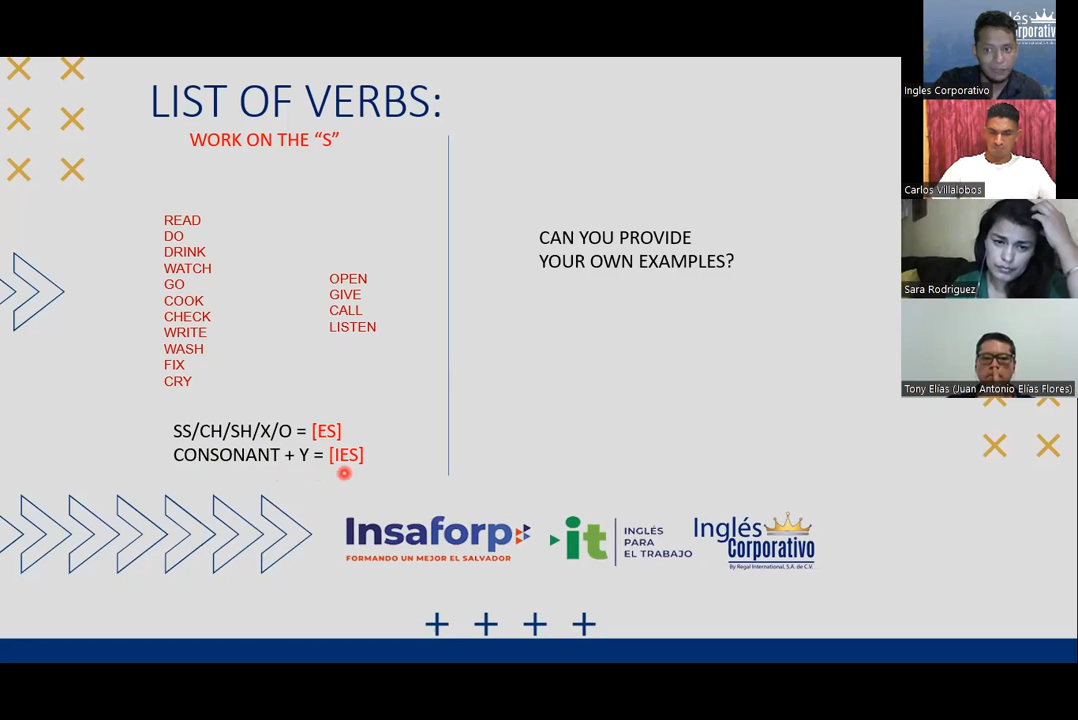 LIST OF VERBS:
WORK ON THE “S”
READ
DO
DRINK
WATCH
GO
COOK
CHECK
WRITE
WASH
FIX
CRY
OPEN
GIVE
CALL
LISTEN
SS/CH/SH/X/O = [ES]
CONSONANT + Y = [IES]
CAN YOU PROVIDE
YOUR OWN EXAMPLES?
Insaforp
FORMANDO UN MEJOR EL SALVADOR
it
INGLÉS
PARA
EL TRABAJO
Inglés
Corporativo
By Regal International, S.A. de C.V.
Ingles Corporativo
Carlos Villalobos
Sara Rodriguez
Tony Elías (Juan Antonio Elías Flores)